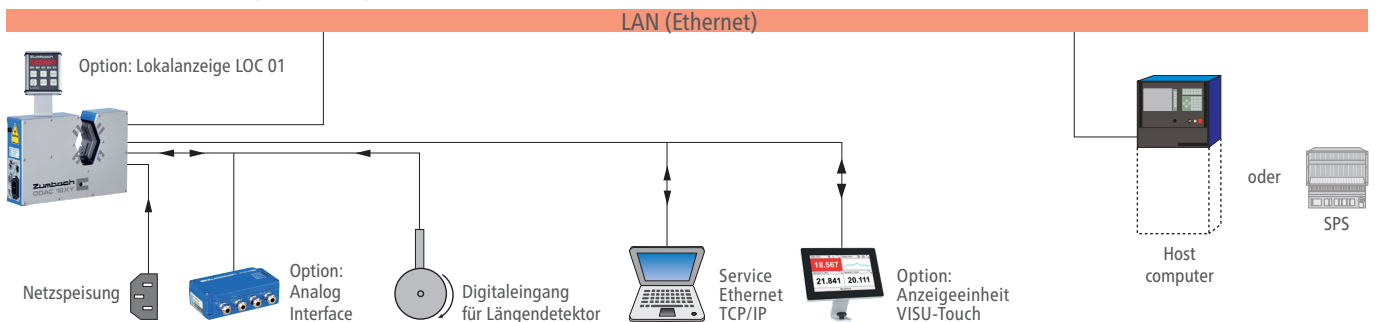 LAN (Ethernet)
Option: Lokalanzeige LOC 01
Zumbach
ODAC 18XY
Netzspeisung
Option:
Analog
Interface
Digitaleingang
für Längendetektor
Service
Ethernet
TCP/IP
18.567
21.841 20.111
Option:
Anzeigeeinheit
VISU-Touch
Host
computer
oder
SPS